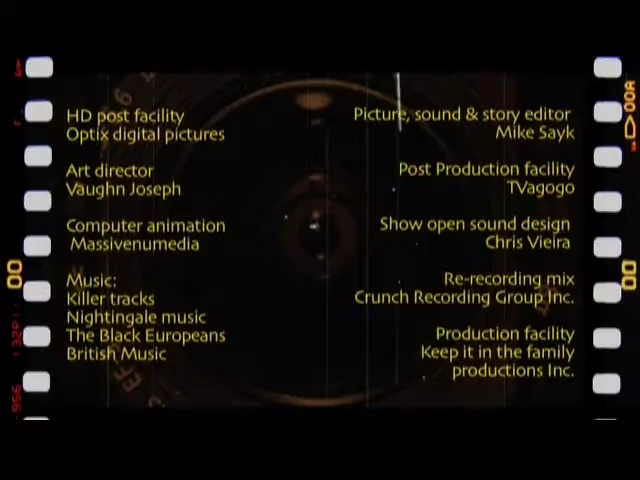 HD post facility
Optix digital pictures
Art director
Vaughn Joseph
Computer animation
Massivenumedia
Music:
Killer tracks
Nightingale music
The Black Europeans
British Music
Picture, sound & story editor
Mike Sayk
Post Production facility
TVagogo
Show open sound design
Chris Vieira
Re-recording mix
Crunch Recording Group Inc.
Production facility
Keep it in the family
productions Inc.